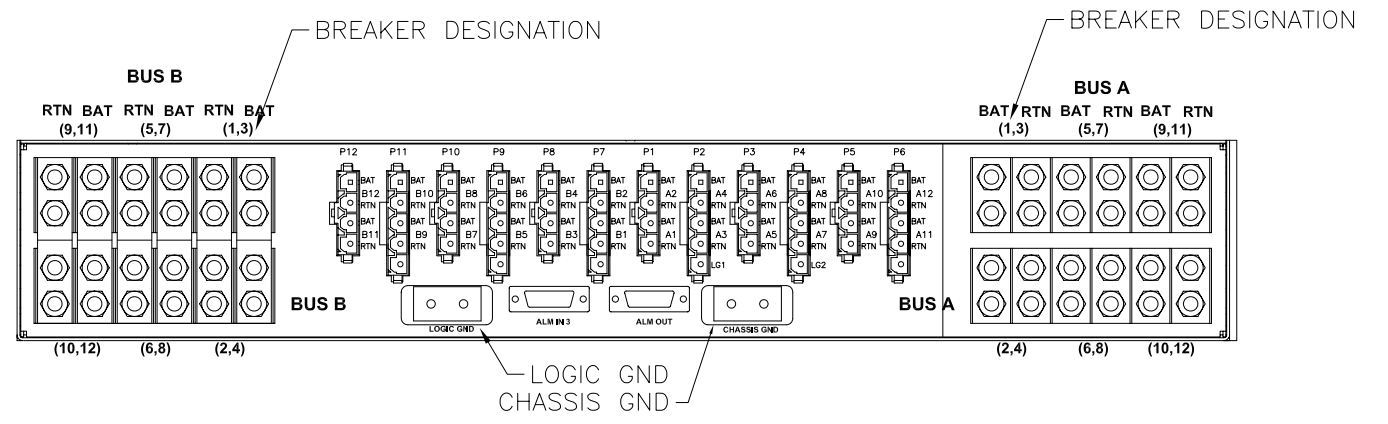 BREAKER DESIGNATION
BREAKER DESIGNATION
BUS B
BUS A
RTN BAT RTN BAT RTN BAT
BAT RTN BAT RTN BAT RTN
(9,11) (5,7) (1,3)
(1,3) (5,7) (9,11)
P12 P11 P10 P9 P8 P7 P1 P2 P3 P4 P5 P6
BAT BAT BAT BAT BAT BAT BAT BAT BAT BAT BAT BAT
B12 B10 B8 B6 B4 B2 A2 A4 A6 A8 A10 A12
RTN RTN RTN RTN RTN RTN RTN RTN RTN RTN RTN RTN
BAT BAT BAT BAT BAT BAT BAT BAT BAT BAT BAT BAT
B11 B9 B7 B5 B3 B1 A1 A3 A5 A7 A9 A11
RTN RTN RTN RTN RTN RTN RTN RTN RTN RTN RTN RTN
LG1 LG2
BUS B
BUS A
LOGIC GND
ALM IN 3
ALM OUT
CHASSIS GND
(10,12) (6,8) (2,4)
(2,4) (6,8) (10,12)
LOGIC GND
CHASSIS GND